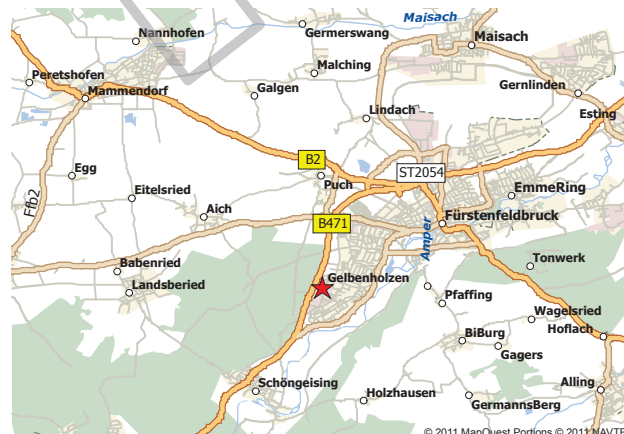 Maisach
Nannhofen
Germerswang
Maisach
Peretshofen
Malching
Mammendorf
Galgen
Gernlinden
Lindach
Esting
B2
Egg
Puch
ST2054
Ffb2
Eitelsried
EmmeRing
Aich
B471
Fürstenfeldbruck
Amper
Babenried
Tonwerk
Landsberied
Gelbenholzen
Pfaffing
Wagelsried
BiBurg
Hoflach
Gagers
Schöngeising
Alling
Holzhausen
GermannsBerg
© 2011 MapQuest Portions © 2011 NAVTE